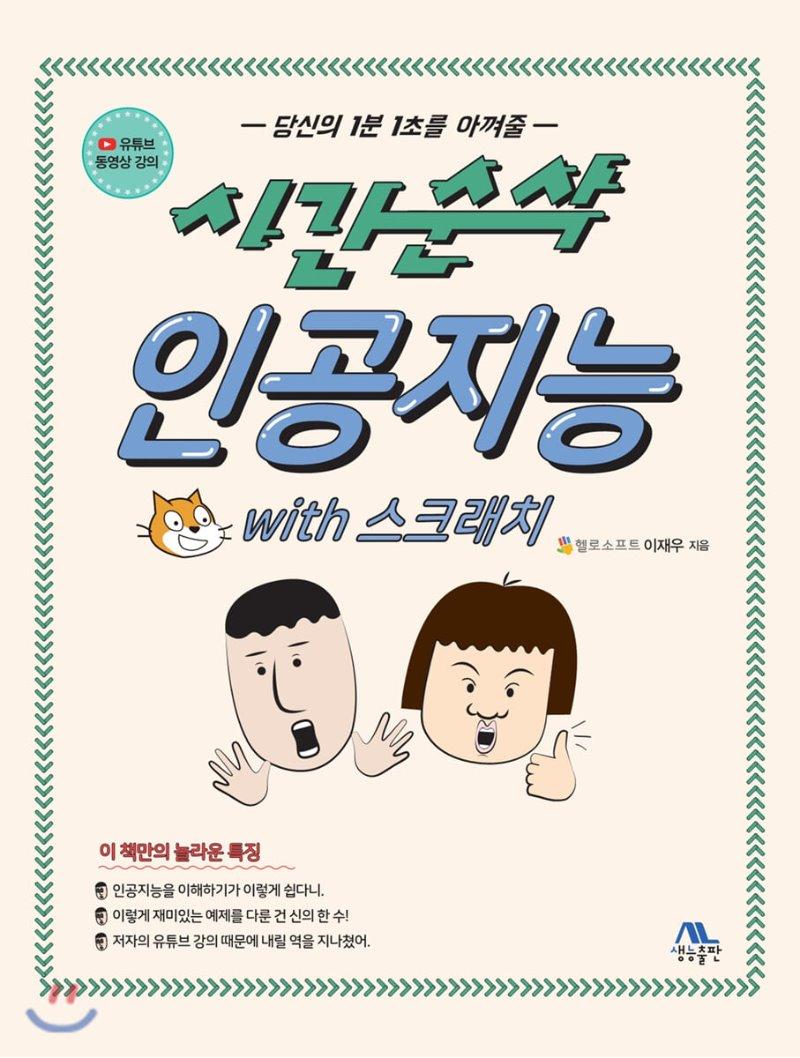 당신의 1분 1초를 아껴줄
유튜브
동영상 강의
시간순삭
인공지능
with 스크래치
헬로소프트 이재우 지음
이 책만의 놀라운 특징
인공지능을 이해하기가 이렇게 쉽다니.
이렇게 재미있는 예제를 다룬 건 신의 한 수!
저자의 유튜브 강의 때문에 내릴 역을 지나쳤어.
생능출판